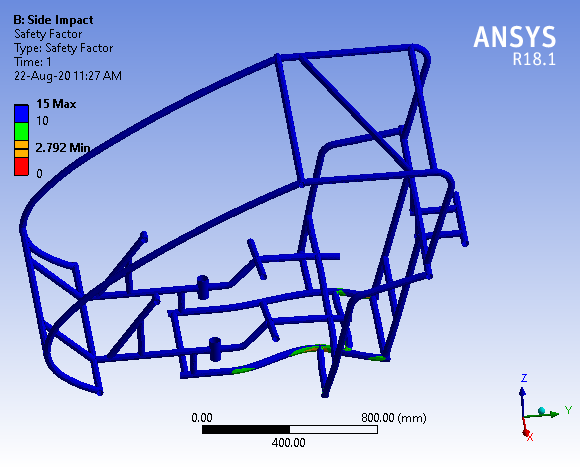 B: Side Impact
Safety Factor
Type: Safety Factor
Time: 1
22-Aug-20 11:27 AM
15 Max
10
2.792 Min
0
ANSYS
R18.1
0.00
800.00 (mm)
400.00
Z
Y
X